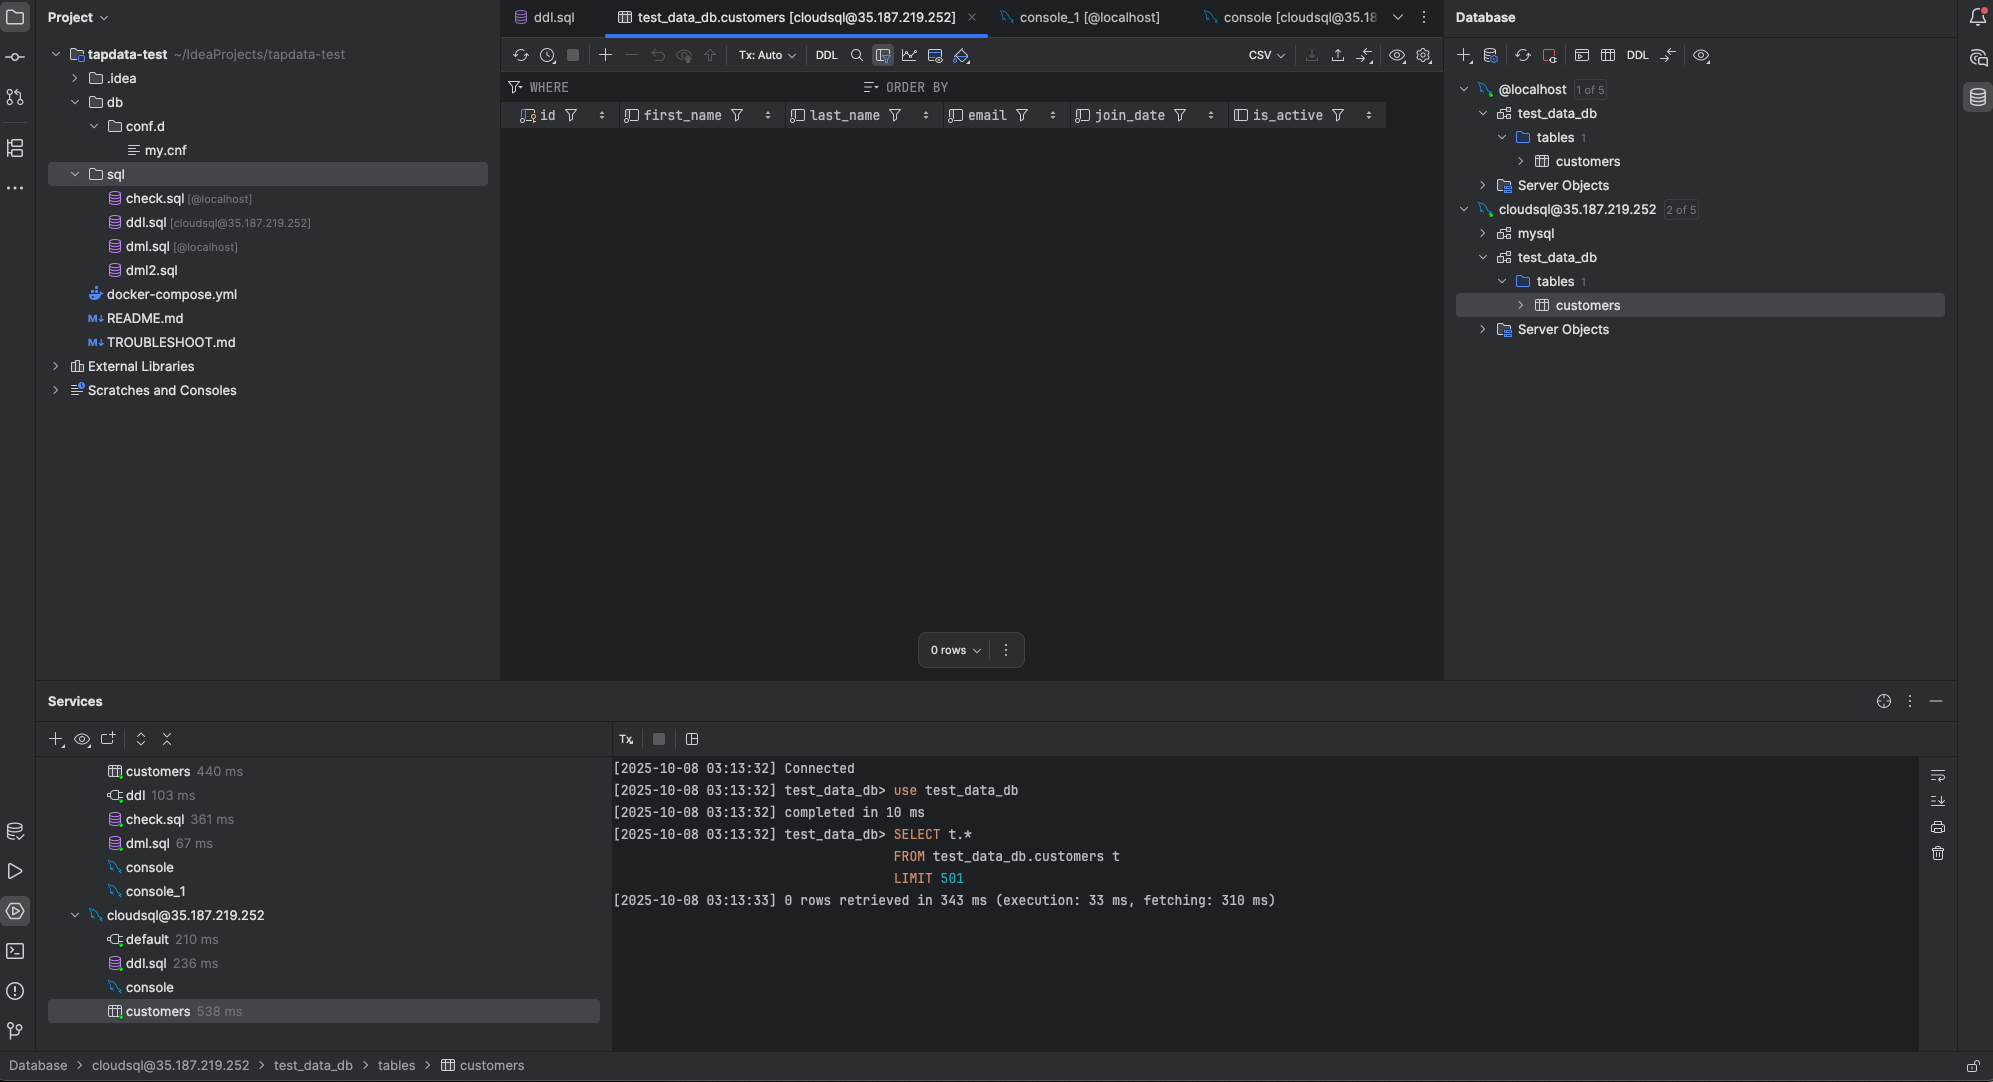 Project
tapdata-test ~/IdeaProjects/tapdata-test
.idea
db
conf.d
my.cnf
sql
check.sql [@localhost]
ddl.sql [cloudsql@35.187.219.252]
dml.sql [@localhost]
dml2.sql
docker-compose.yml
M↓ README.md
M↓ TROUBLESHOOT.md
External Libraries
Scratches and Consoles
ddl.sql
test_data_db.customers [cloudsql@35.187.219.252]
console_1 [@localhost]
console [cloudsql@35.18
Tx: Auto
DDL
CSV
WHERE
ORDER BY
id first_name last_name email join_date is_active
0 rows
Database
DDL
@localhost 1 of 5
test_data_db
tables 1
customers
Server Objects
cloudsql@35.187.219.252 2 of 5
mysql
test_data_db
tables 1
customers
Server Objects
Services
customers 440 ms
ddl 103 ms
check.sql 361 ms
dml.sql 67 ms
console
console_1
cloudsql@35.187.219.252
default 210 ms
ddl.sql 236 ms
console
customers 538 ms
Tx
[2025-10-08 03:13:32] Connected
[2025-10-08 03:13:32] test_data_db> use test_data_db
[2025-10-08 03:13:32] completed in 10 ms
[2025-10-08 03:13:32] test_data_db> SELECT t.*
FROM test_data_db.customers t
LIMIT 501
[2025-10-08 03:13:33] 0 rows retrieved in 343 ms (execution: 33 ms, fetching: 310 ms)
Database > cloudsql@35.187.219.252 > test_data_db > tables > customers